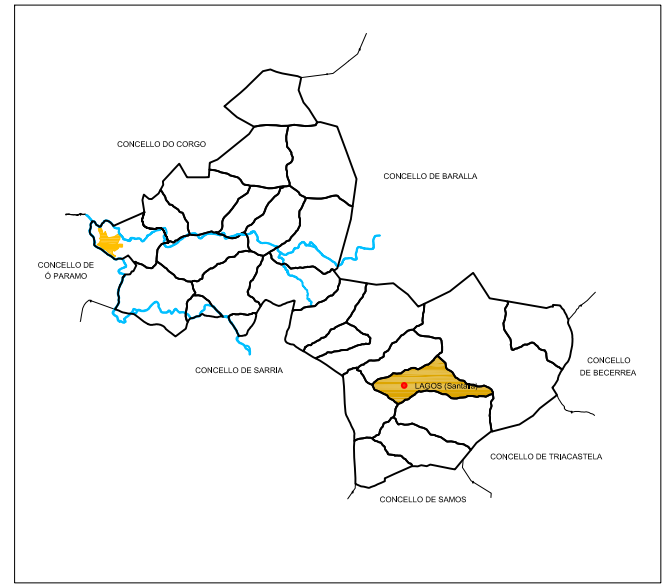 CONCELLO DO CORGO
CONCELLO DE BARALLA
CONCELLO DE
Ó PARAMO
CONCELLO DE SARRIA
CONCELLO
DE BECERREA
LAGOS (Santaia)
CONCELLO DE TRIACASTELA
CONCELLO DE SAMOS